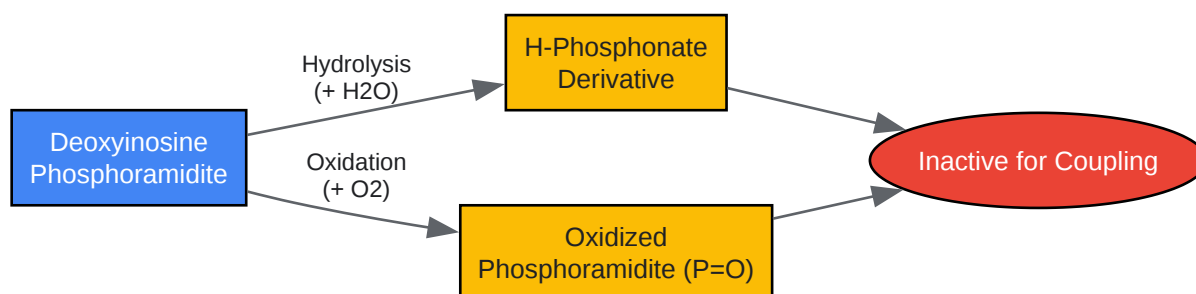 Deoxyinosine
Phosphoramidite
Hydrolysis
(+ H2O)
H-Phosphonate
Derivative
Oxidation
(+ O2)
Oxidized
Phosphoramidite (P=O)
Inactive for Coupling